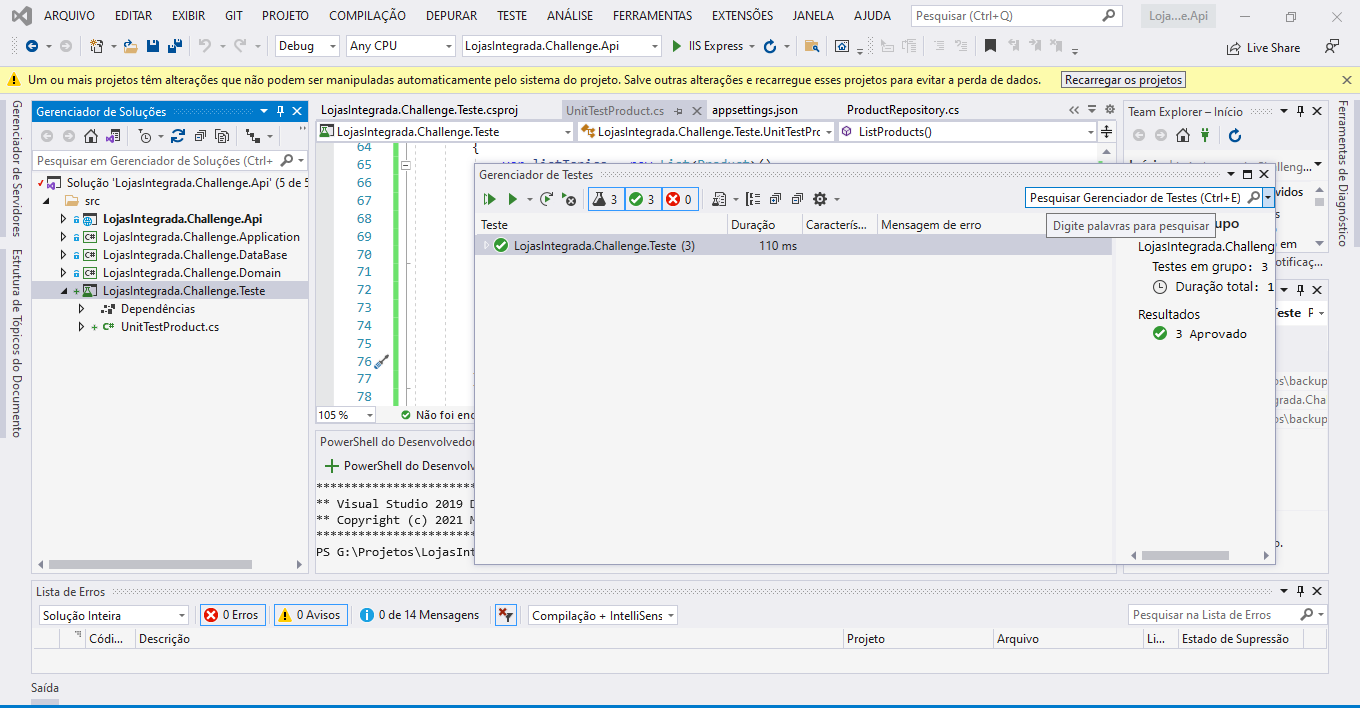 ARQUIVO EDITAR EXIBIR GIT PROJETO COMPILAÇÃO DEPURAR TESTE ANÁLISE FERRAMENTAS EXTENSÕES JANELA AJUDA Pesquisar (Ctrl+Q) Loja...e.Api
Debug Any CPU LojasIntegrada.Challenge.Api IIS Express Live Share
Um ou mais projetos têm alterações que não podem ser manipuladas automaticamente pelo sistema do projeto. Salve outras alterações e recarregue esses projetos para evitar a perda de dados. Recarregar os projetos
Gerenciador de Servidores
Estrutura de Tópicos do Documento
Gerenciador de Soluções
Pesquisar em Gerenciador de Soluções (Ctrl+
Solução 'LojasIntegrada.Challenge.Api' (5 de 5
src
LojasIntegrada.Challenge.Api
LojasIntegrada.Challenge.Application
LojasIntegrada.Challenge.DataBase
LojasIntegrada.Challenge.Domain
LojasIntegrada.Challenge.Teste
Dependências
UnitTestProduct.cs
LojasIntegrada.Challenge.Teste.csproj UnitTestProduct.cs appsettings.json ProductRepository.cs
LojasIntegrada.Challenge.Teste LojasIntegrada.Challenge.Teste.UnitTestPr ListProducts()
64 {
65
66
67
68
69
70
71
72
73
74
75
76
77
78
105 % Não foi enc
Gerenciador de Testes
3 3 0 Pesquisar Gerenciador de Testes (Ctrl+E)
Digite palavras para pesquisar
Teste Duração Caracterís... Mensagem de erro
LojasIntegrada.Challenge.Teste (3) 110 ms
upo
LojasIntegrada.Challeng
Testes em grupo: 3
Duração total: 1
Resultados
3 Aprovado
PowerShell do Desenvolvedor
PowerShell do Desenvolv
***********************
** Visual Studio 2019 D
** Copyright (c) 2021 M
***********************
PS G:\Projetos\LojasInt
Team Explorer – Início
alleng...
vidos
em
otificaç...
Teste P
os\backup
grada.Cha
os\backup
o.
Ferramentas de Diagnóstico
Lista de Erros
Solução Inteira 0 Erros 0 Avisos 0 de 14 Mensagens Compilação + IntelliSens Pesquisar na Lista de Erros
Códi... Descrição Projeto Arquivo Li... Estado de Supressão
Saída